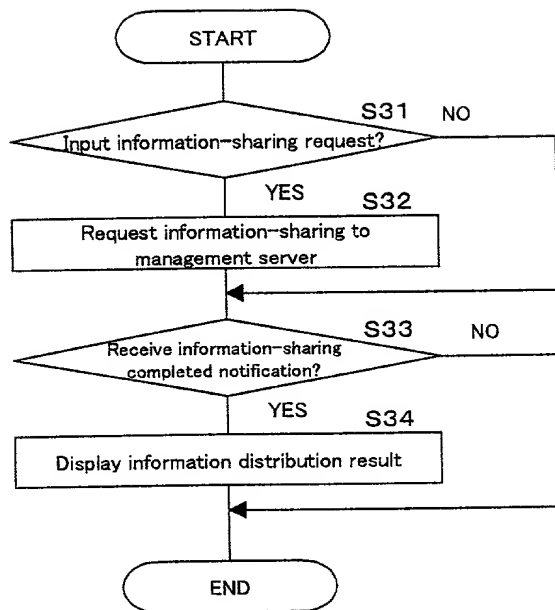 START
S31
NO
Input information-sharing request?
YES
S32
Request information-sharing to
management server
S33
NO
Receive information-sharing
completed notification?
YES
S34
Display information distribution result
END